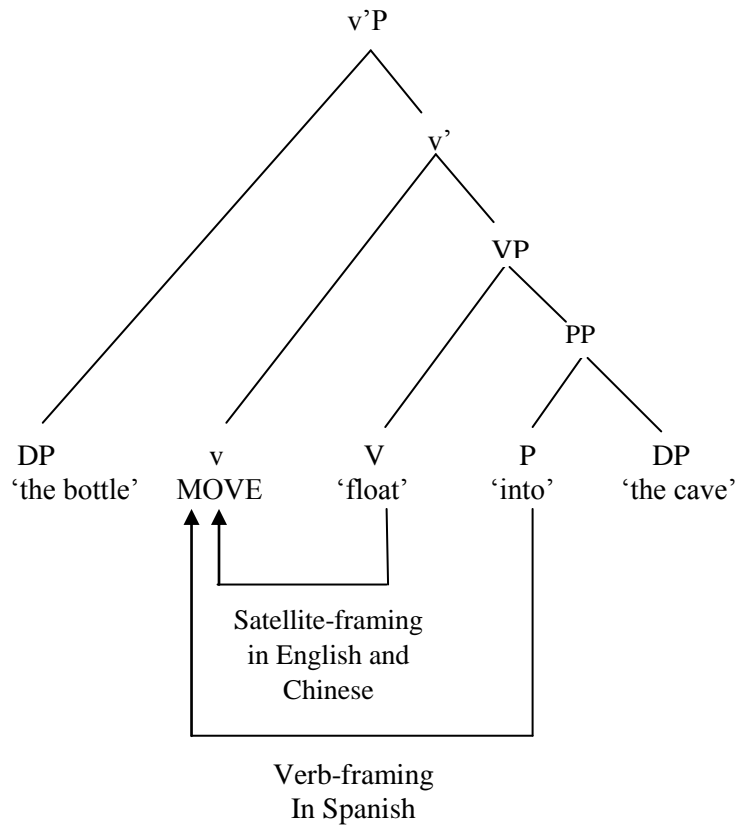 v’P
v’
VP
PP
DP v V P DP
‘the bottle’ MOVE ‘float’ ‘into’ ‘the cave’
Satellite-framing
in English and
Chinese
Verb-framing
In Spanish